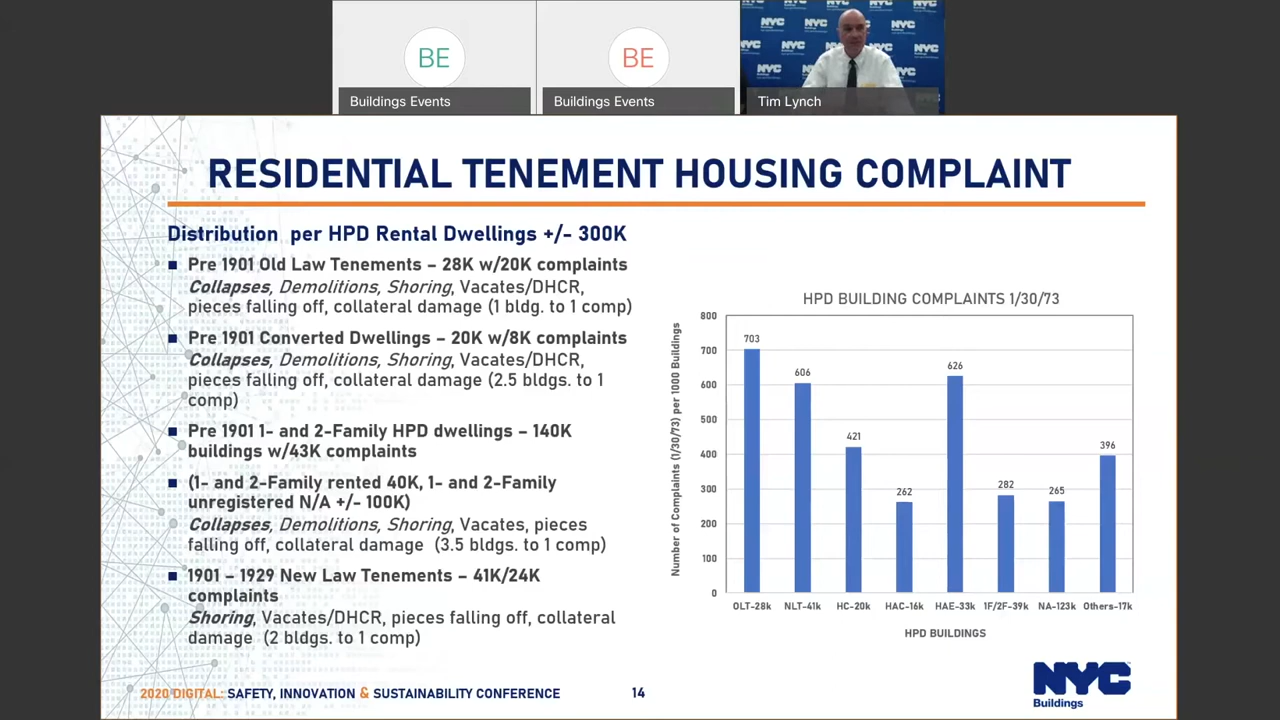 BE
BE
Buildings Events
Buildings Events
Tim Lynch
RESIDENTIAL TENEMENT HOUSING COMPLAINT
Distribution per HPD Rental Dwellings +/- 300K
Pre 1901 Old Law Tenements – 28K w/20K complaints
Collapses, Demolitions, Shoring, Vacates/DHCR,
pieces falling off, collateral damage (1 bldg. to 1 comp)
Pre 1901 Converted Dwellings – 20K w/8K complaints
Collapses, Demolitions, Shoring, Vacates/DHCR,
pieces falling off, collateral damage (2.5 bldgs. to 1
comp)
Pre 1901 1- and 2-Family HPD dwellings – 140K
buildings w/43K complaints
(1- and 2-Family rented 40K, 1- and 2-Family
unregistered N/A +/- 100K)
Collapses, Demolitions, Shoring, Vacates, pieces
falling off, collateral damage (3.5 bldgs. to 1 comp)
1901 – 1929 New Law Tenements – 41K/24K
complaints
Shoring, Vacates/DHCR, pieces falling off, collateral
damage (2 bldgs. to 1 comp)
HPD BUILDING COMPLAINTS 1/30/73
Number of Complaints (1/30/73) per 1000 Buildings
800
700
600
500
400
300
200
100
0
703
606
421
262
626
282
265
396
OLT-28k NLT-41k HC-20k HAC-16k HAE-33k 1F/2F-39k NA-123k Others-17k
HPD BUILDINGS
2020 DIGITAL: SAFETY, INNOVATION & SUSTAINABILITY CONFERENCE
14
NYC
Buildings